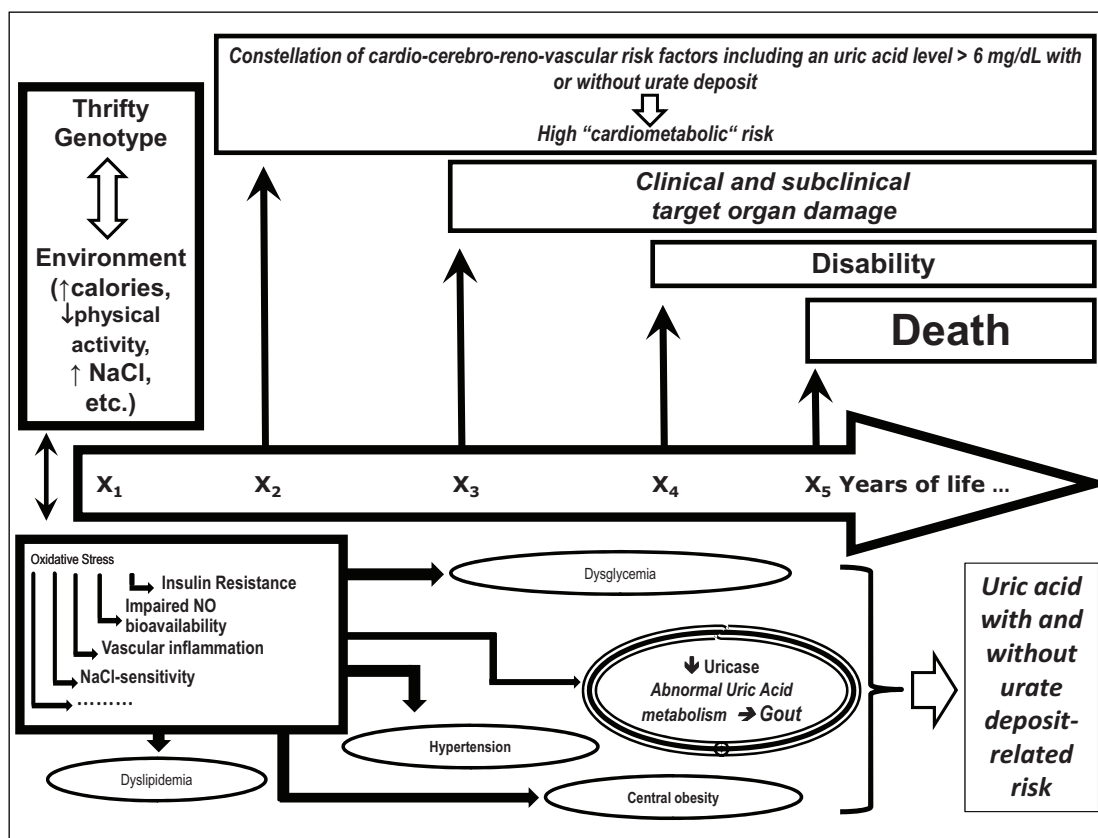 Constellation of cardio-cerebro-reno-vascular risk factors including an uric acid level > 6 mg/dL with
or without urate deposit
High “cardiometabolic“ risk
Thrifty
Genotype
Environment
(↑calories,
↓physical
activity,
↑ NaCl,
etc.)
Clinical and subclinical
target organ damage
Disability
Death
X₁ X₂ X₃ X₄ X₅ Years of life ...
Oxidative Stress
Insulin Resistance
Impaired NO
bioavailability
Vascular inflammation
NaCl-sensitivity
………
Dysglycemia
↓ Uricase
Abnormal Uric Acid
metabolism → Gout
Hypertension
Dyslipidemia
Central obesity
Uric acid
with and
without
urate
deposit-
related
risk